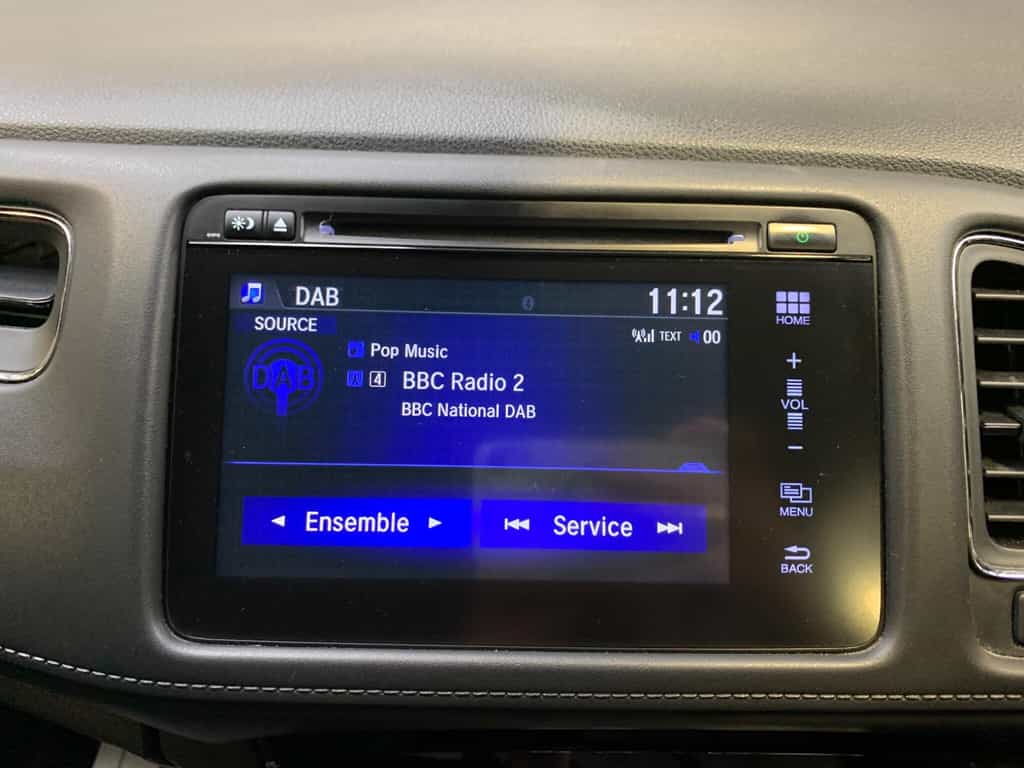 DAB
11:12
SOURCE
TEXT 00
DAB
Pop Music
4 BBC Radio 2
BBC National DAB
Ensemble
Service
HOME
+
VOL
−
MENU
BACK